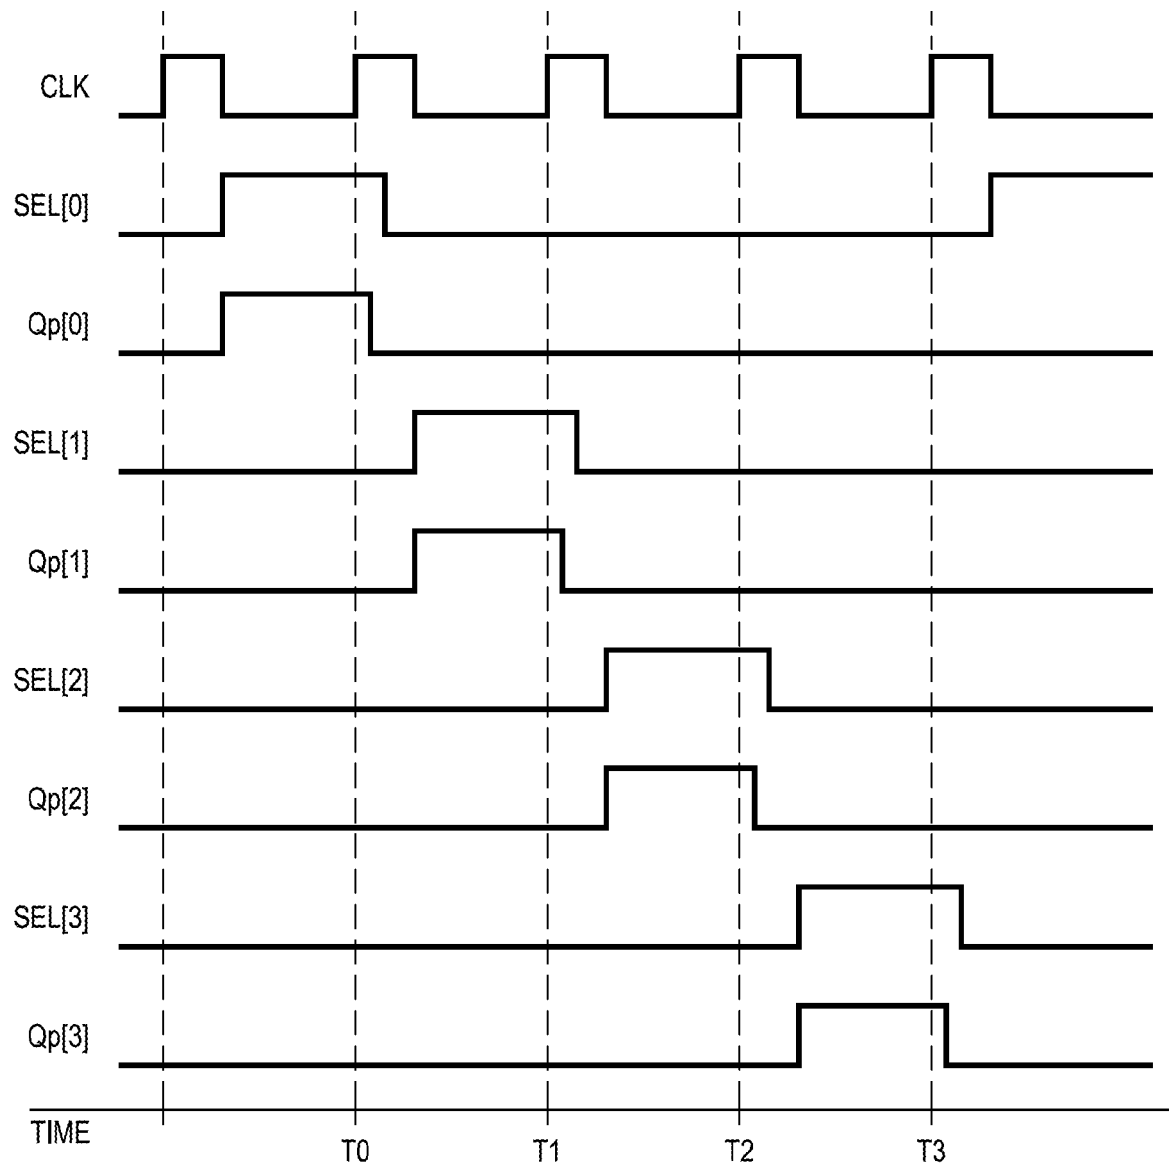 CLK
SEL[0]
Qp[0]
SEL[1]
Qp[1]
SEL[2]
Qp[2]
SEL[3]
Qp[3]
TIME
T0 T1 T2 T3